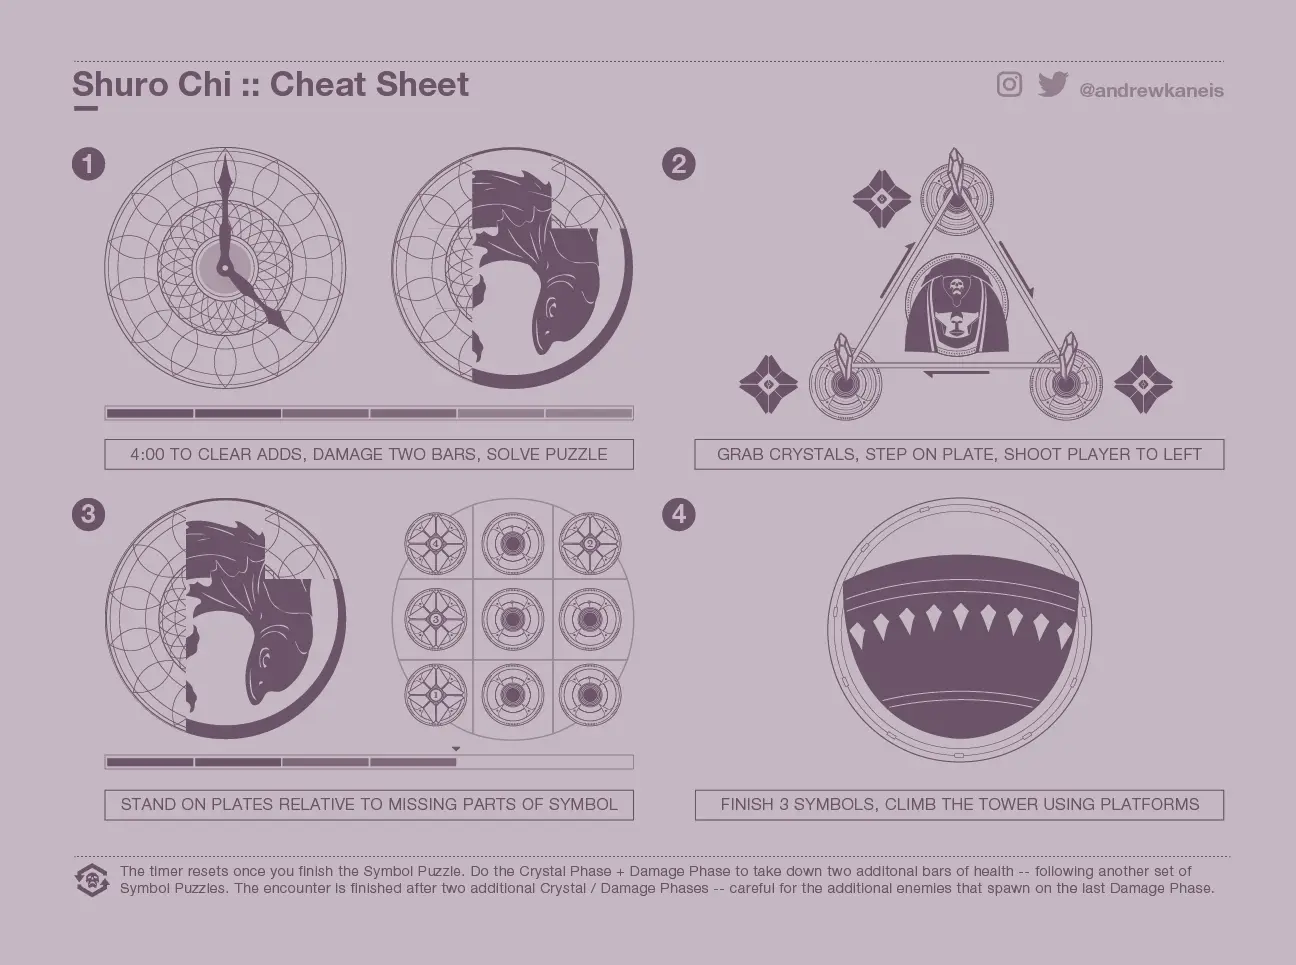 Shuro Chi :: Cheat Sheet
@andrewkaneis
1
2
4:00 TO CLEAR ADDS, DAMAGE TWO BARS, SOLVE PUZZLE
GRAB CRYSTALS, STEP ON PLATE, SHOOT PLAYER TO LEFT
3
4 2
3
1
4
STAND ON PLATES RELATIVE TO MISSING PARTS OF SYMBOL
FINISH 3 SYMBOLS, CLIMB THE TOWER USING PLATFORMS
The timer resets once you finish the Symbol Puzzle. Do the Crystal Phase + Damage Phase to take down two additonal bars of health -- following another set of
Symbol Puzzles. The encounter is finished after two additional Crystal / Damage Phases -- careful for the additional enemies that spawn on the last Damage Phase.